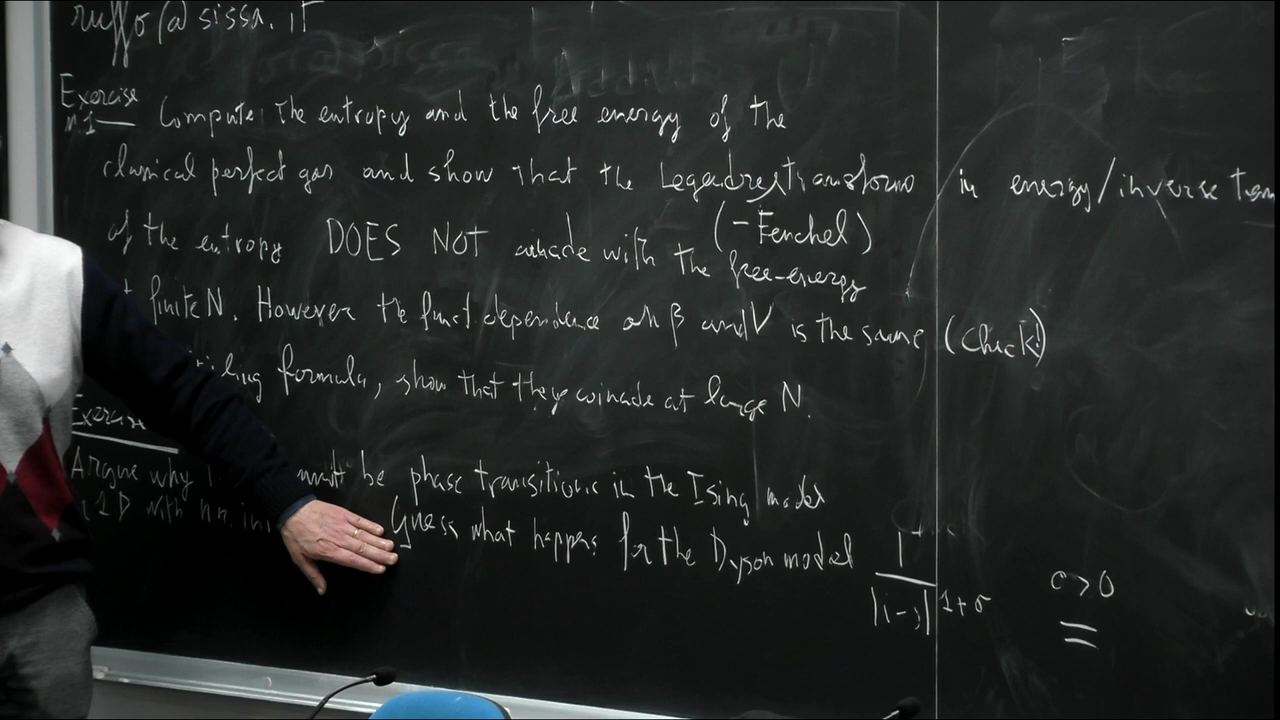 ruffo@sissa.it
Exercise n.1 Compute the entropy and the free energy of the
classical perfect gas and show that the Legendre transform in energy/inverse
(-Fenchel)
of the entropy DOES NOT coincide with the free-energy
finite N. However the funct. dependence on β and V is the same (Check!)
formula, show that they coincide at large N.
Exercise
Argue why be phase transitions in the Ising model
1D with n.n. Guess what happens for the Dyson model 1/|i-j|^{1+σ} σ>0